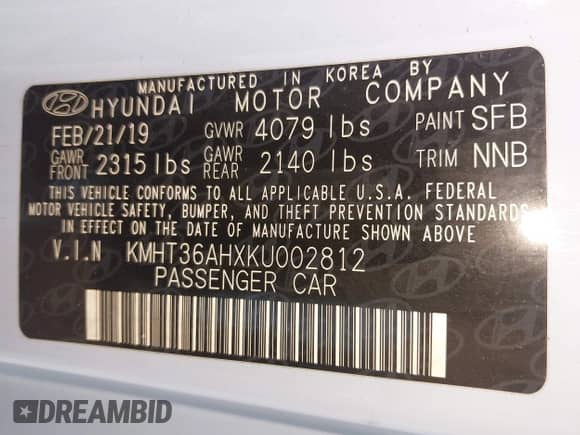 MANUFACTURED IN KOREA BY
HYUNDAI MOTOR COMPANY
FEB/21/19 GVWR 4079 lbs PAINT SFB
GAWR FRONT 2315 lbs GAWR REAR 2140 lbs TRIM NNB
THIS VEHICLE CONFORMS TO ALL APPLICABLE U.S.A. FEDERAL
MOTOR VEHICLE SAFETY, BUMPER, AND THEFT PREVENTION STANDARDS
IN EFFECT ON THE DATE OF MANUFACTURE SHOWN ABOVE.
V.I.N KMHT36AHXKU002812
PASSENGER CAR
DREAMBID